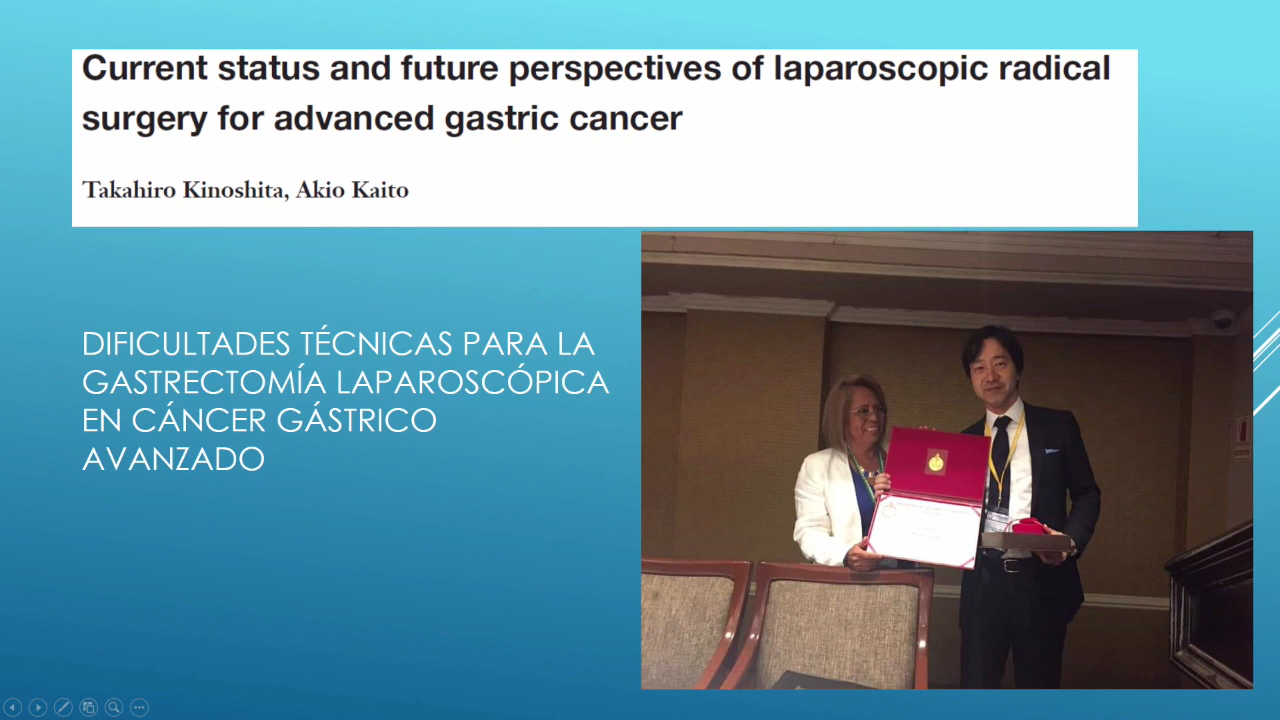 Current status and future perspectives of laparoscopic radical
surgery for advanced gastric cancer
Takahiro Kinoshita, Akio Kaito
DIFICULTADES TÉCNICAS PARA LA
GASTRECTOMÍA LAPAROSCÓPICA
EN CÁNCER GÁSTRICO
AVANZADO